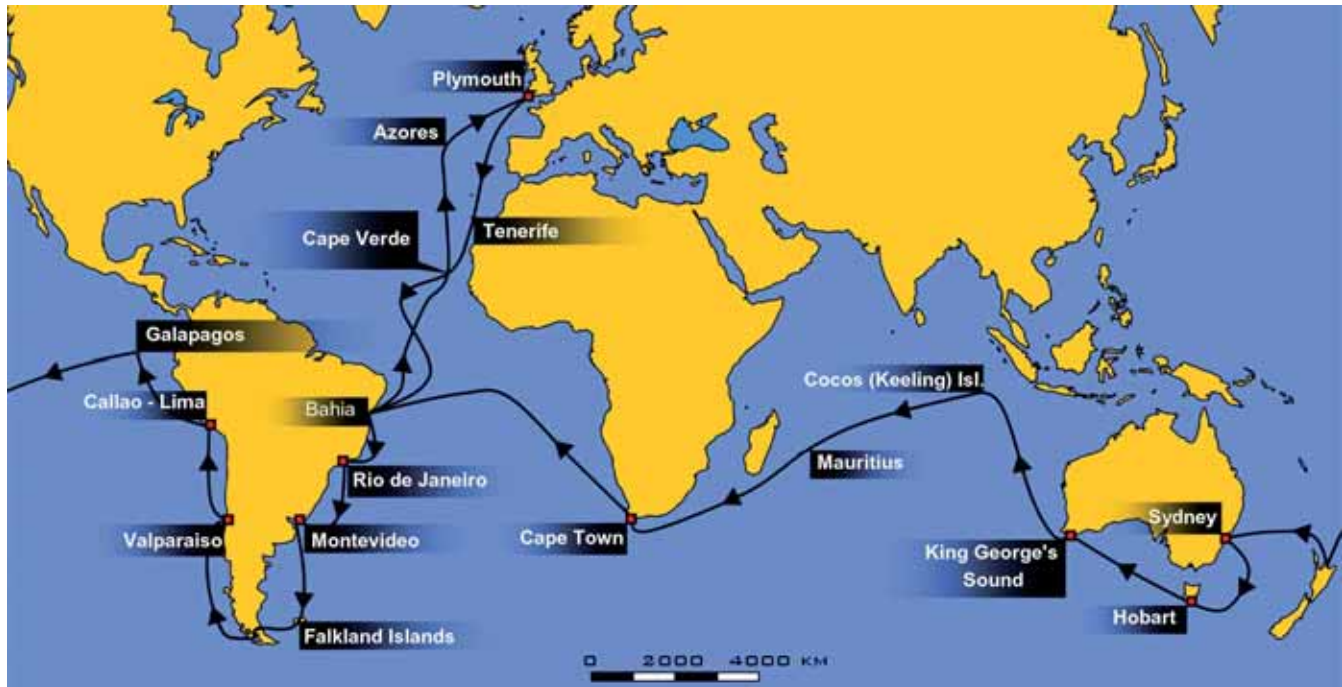 Plymouth
Azores
Cape Verde
Tenerife
Galapagos
Callao - Lima
Bahia
Cocos (Keeling) Isl.
Rio de Janeiro
Mauritius
Sydney
Valparaiso
Montevideo
Cape Town
King George's
Sound
Hobart
Falkland Islands
0 2000 4000 KM